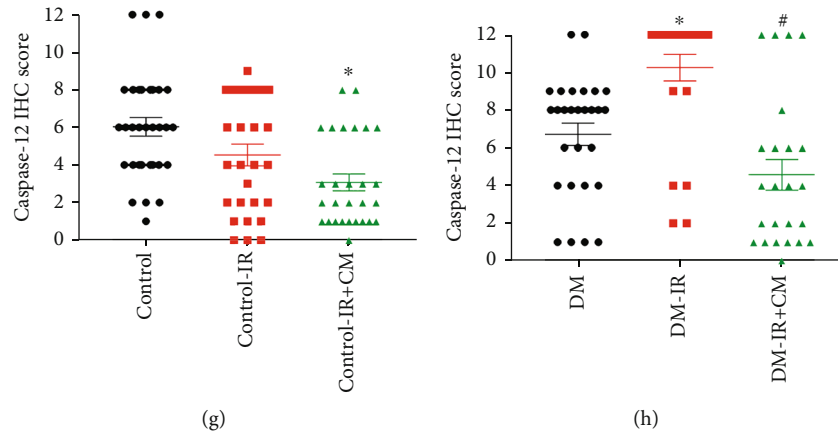 Caspase-12 IHC score
12
10
8
6
4
2
0
*
Control
Control-IR
Control-IR+CM
(g)
Caspase-12 IHC score
12
10
8
6
4
2
0
*
#
DM
DM-IR
DM-IR+CM
(h)